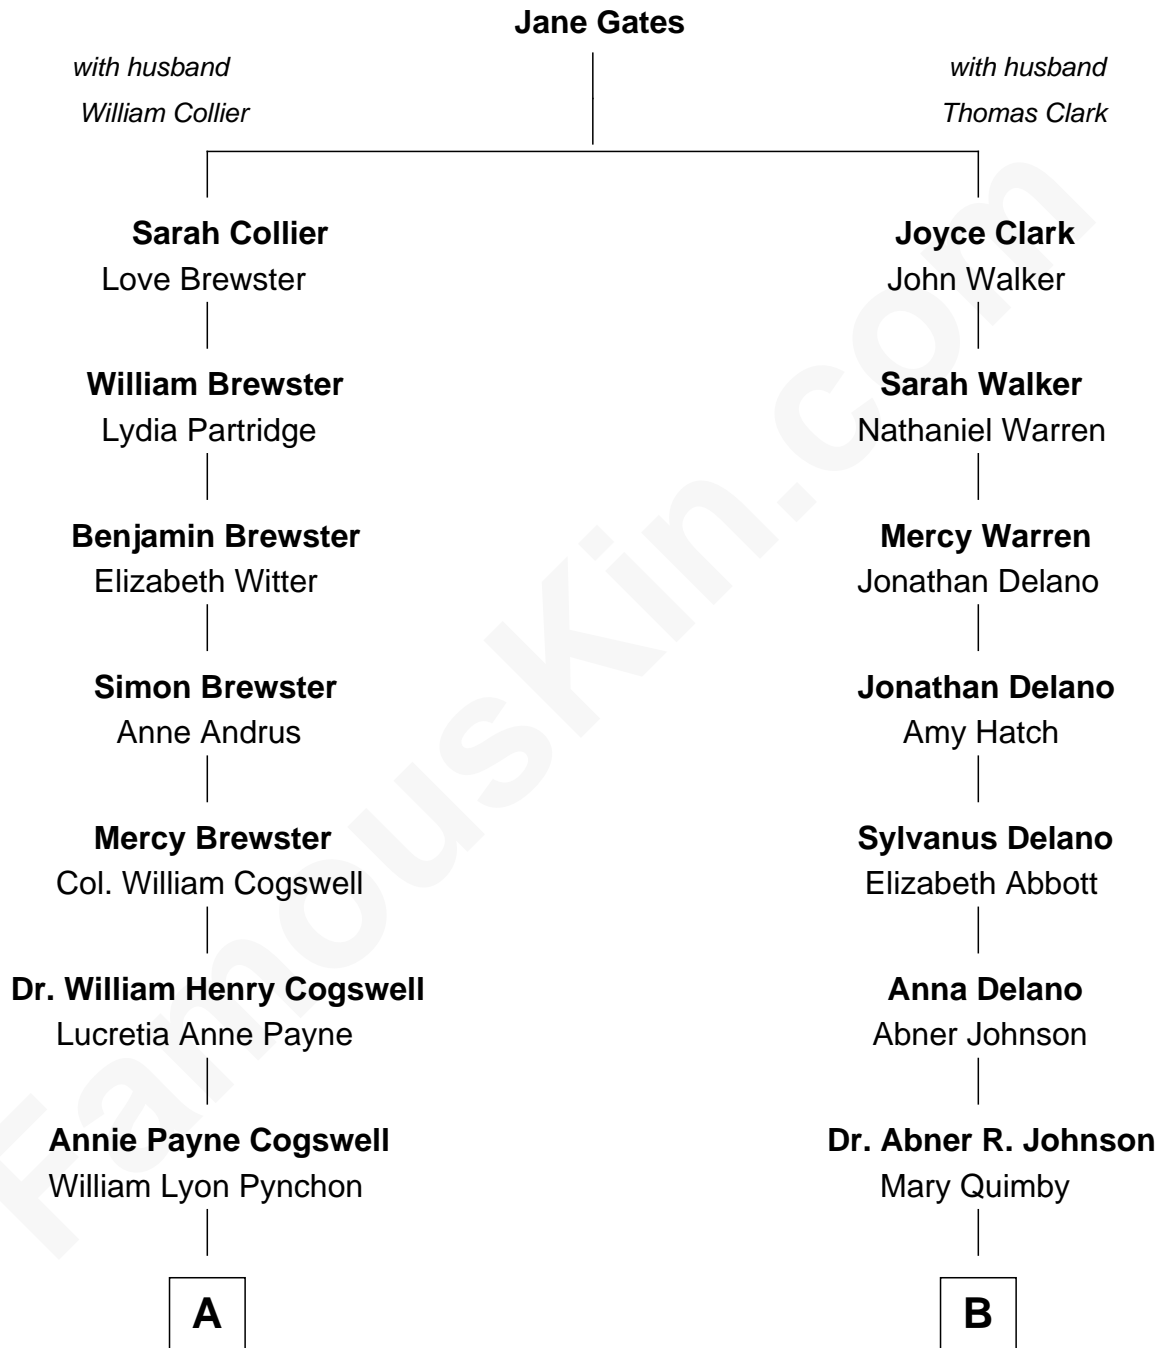 Jane Gates
with husband
William Collier
with husband
Thomas Clark
Sarah Collier
Love Brewster
Joyce Clark
John Walker
William Brewster
Lydia Partridge
Sarah Walker
Nathaniel Warren
Benjamin Brewster
Elizabeth Witter
Mercy Warren
Jonathan Delano
Simon Brewster
Anne Andrus
Jonathan Delano
Amy Hatch
Mercy Brewster
Col. William Cogswell
Sylvanus Delano
Elizabeth Abbott
Dr. William Henry Cogswell
Lucretia Anne Payne
Anna Delano
Abner Johnson
Annie Payne Cogswell
William Lyon Pynchon
Dr. Abner R. Johnson
Mary Quimby
A
B
FamousKin.com